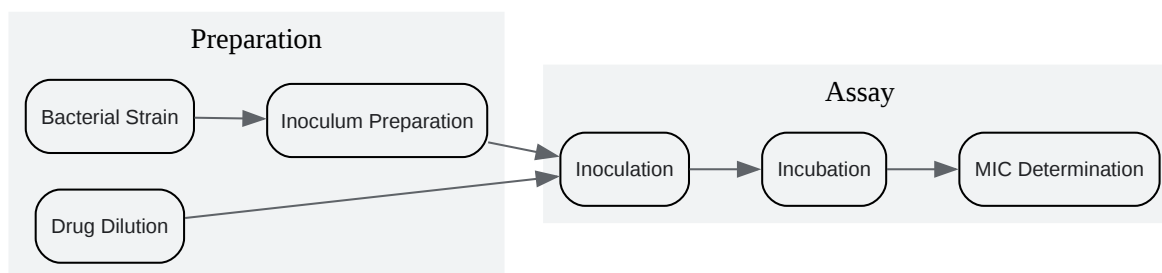 Preparation
Bacterial Strain
Inoculum Preparation
Drug Dilution
Assay
Inoculation
Incubation
MIC Determination